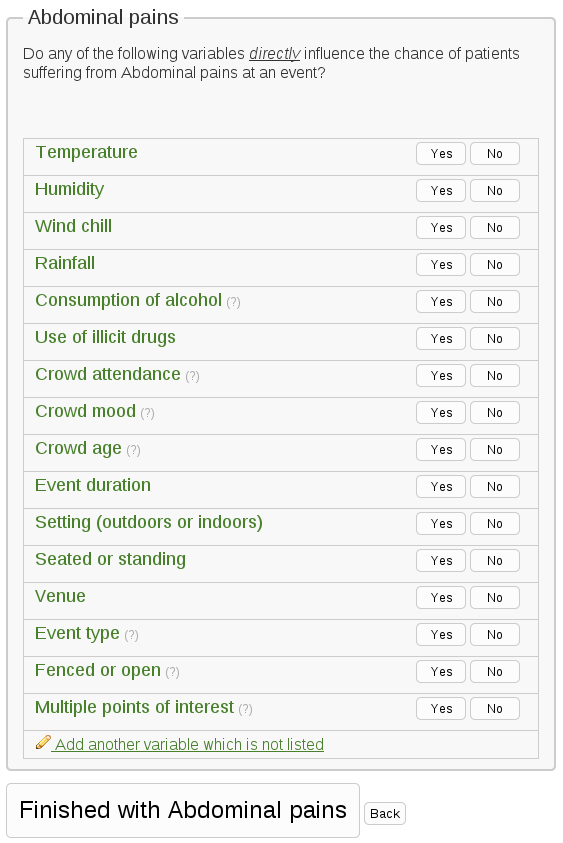 Abdominal pains
Do any of the following variables directly influence the chance of patients
suffering from Abdominal pains at an event?
Temperature Yes No
Humidity Yes No
Wind chill Yes No
Rainfall Yes No
Consumption of alcohol (?) Yes No
Use of illicit drugs Yes No
Crowd attendance (?) Yes No
Crowd mood (?) Yes No
Crowd age (?) Yes No
Event duration Yes No
Setting (outdoors or indoors) Yes No
Seated or standing Yes No
Venue Yes No
Event type (?) Yes No
Fenced or open (?) Yes No
Multiple points of interest (?) Yes No
Add another variable which is not listed
Finished with Abdominal pains Back